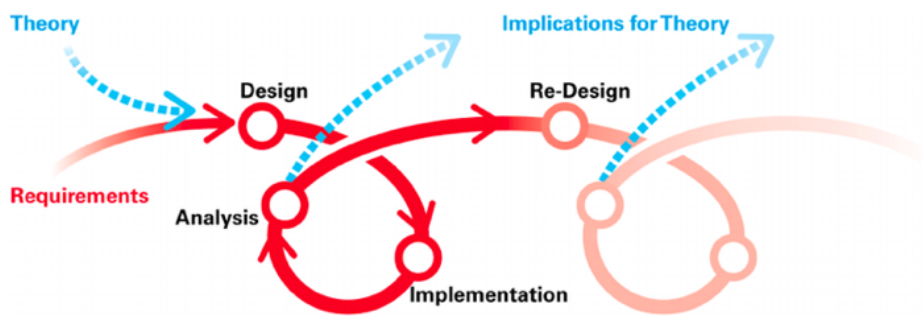 Theory
Implications for Theory
Design
Re-Design
Requirements
Analysis
Implementation